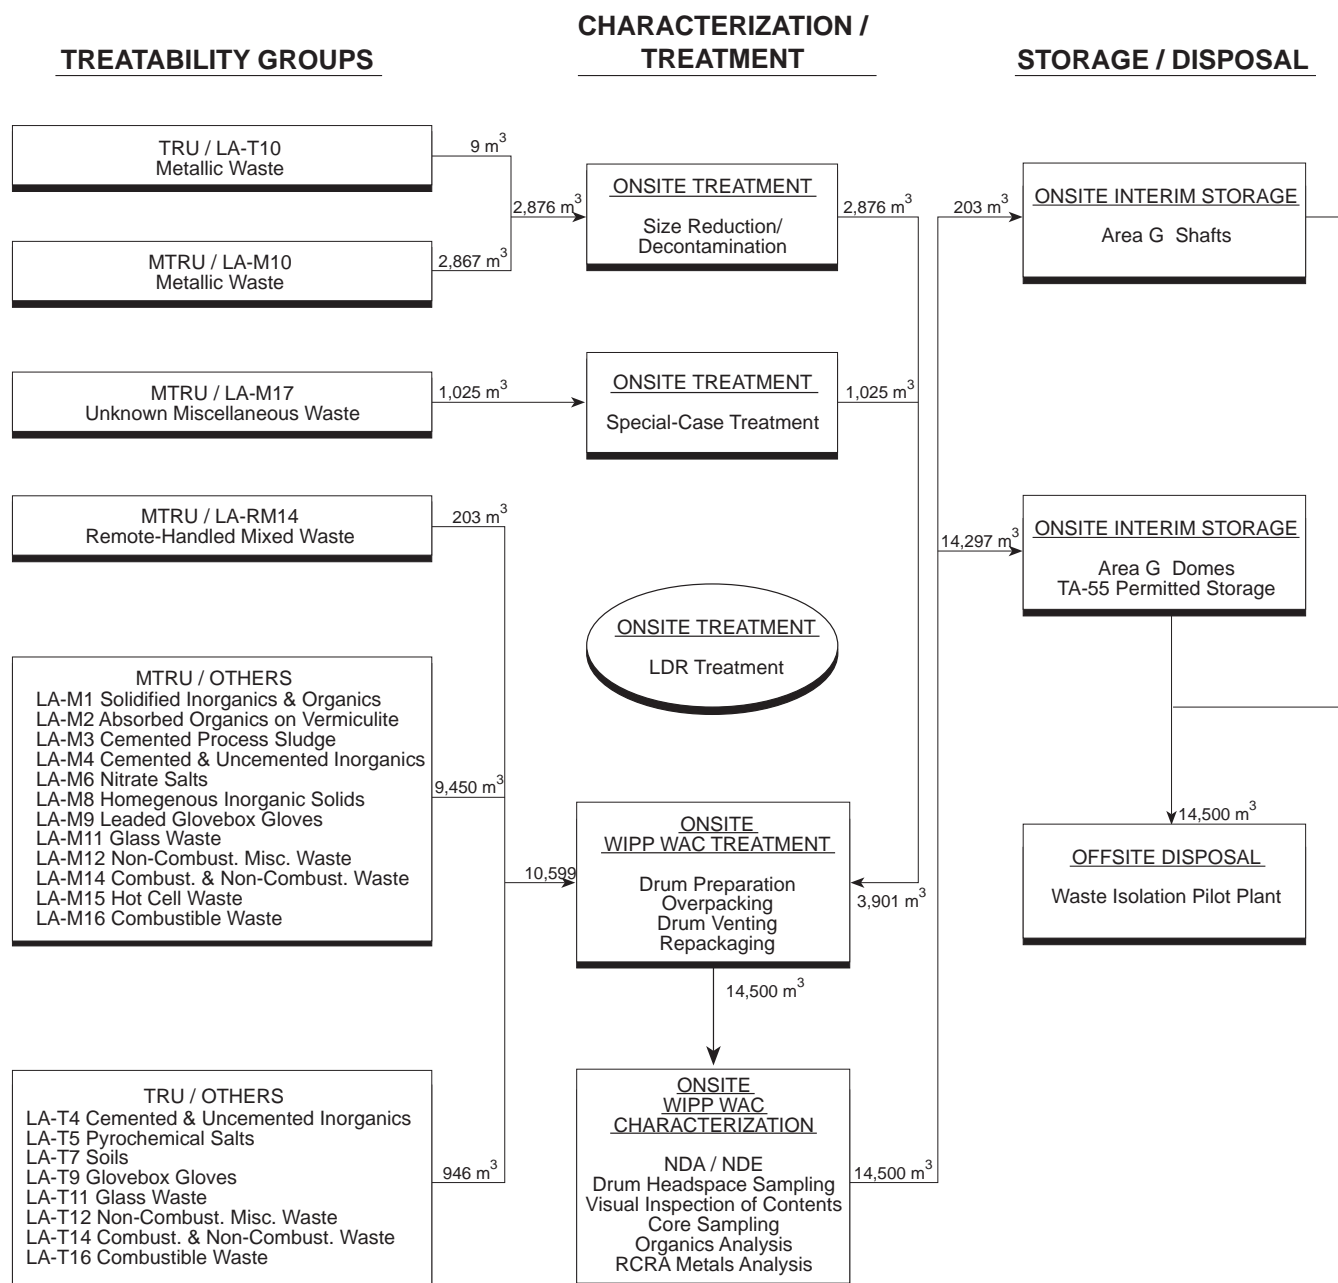 TREATABILITY GROUPS
CHARACTERIZATION /
TREATMENT
STORAGE / DISPOSAL
TRU / LA-T10
Metallic Waste
9 m³
MTRU / LA-M10
Metallic Waste
2,867 m³
2,876 m³
ONSITE TREATMENT
Size Reduction/
Decontamination
2,876 m³
203 m³
ONSITE INTERIM STORAGE
Area G Shafts
MTRU / LA-M17
Unknown Miscellaneous Waste
1,025 m³
ONSITE TREATMENT
Special-Case Treatment
1,025 m³
MTRU / LA-RM14
Remote-Handled Mixed Waste
203 m³
14,297 m³
ONSITE INTERIM STORAGE
Area G Domes
TA-55 Permitted Storage
ONSITE TREATMENT
LDR Treatment
MTRU / OTHERS
LA-M1 Solidified Inorganics & Organics
LA-M2 Absorbed Organics on Vermiculite
LA-M3 Cemented Process Sludge
LA-M4 Cemented & Uncemented Inorganics
LA-M6 Nitrate Salts
LA-M8 Homegenous Inorganic Solids
LA-M9 Leaded Glovebox Gloves
LA-M11 Glass Waste
LA-M12 Non-Combust. Misc. Waste
LA-M14 Combust. & Non-Combust. Waste
LA-M15 Hot Cell Waste
LA-M16 Combustible Waste
9,450 m³
10,599
ONSITE
WIPP WAC TREATMENT
Drum Preparation
Overpacking
Drum Venting
Repackaging
3,901 m³
14,500 m³
14,500 m³
OFFSITE DISPOSAL
Waste Isolation Pilot Plant
TRU / OTHERS
LA-T4 Cemented & Uncemented Inorganics
LA-T5 Pyrochemical Salts
LA-T7 Soils
LA-T9 Glovebox Gloves
LA-T11 Glass Waste
LA-T12 Non-Combust. Misc. Waste
LA-T14 Combust. & Non-Combust. Waste
LA-T16 Combustible Waste
946 m³
ONSITE
WIPP WAC
CHARACTERIZATION
NDA / NDE
Drum Headspace Sampling
Visual Inspection of Contents
Core Sampling
Organics Analysis
RCRA Metals Analysis
14,500 m³